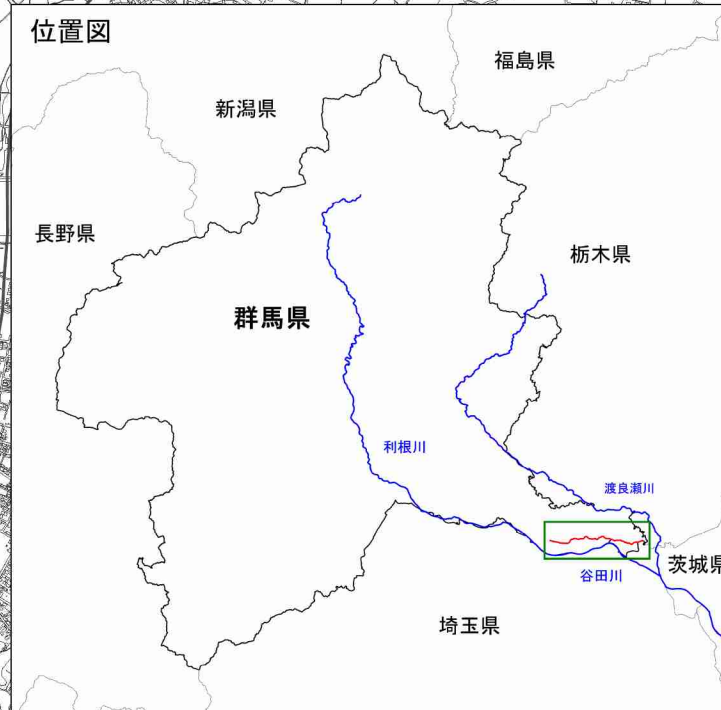 位置図
福島県
新潟県
長野県
栃木県
群馬県
利根川
渡良瀬川
茨城県
谷田川
埼玉県